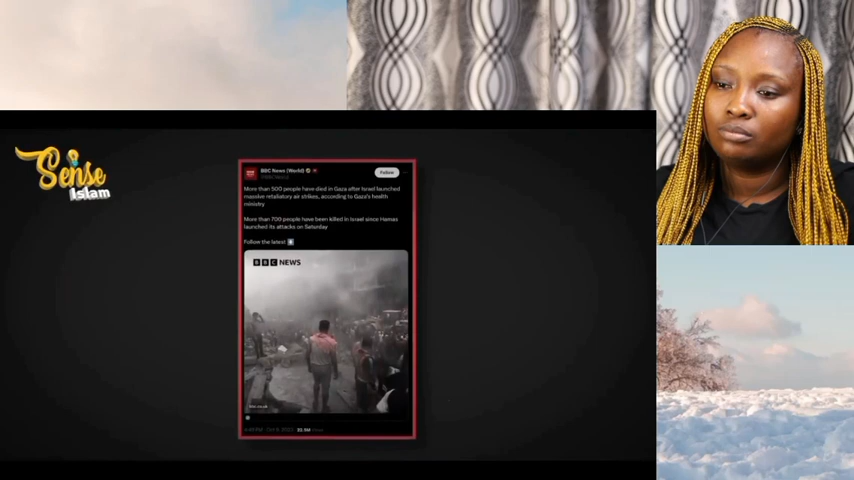 Sense
Islam
BBC News (World)
Follow
More than 500 people have died in Gaza after Israel launched
massive retaliatory air strikes, according to Gaza's health
ministry
More than 700 people have been killed in Israel since Hamas
launched its attacks on Saturday
Follow the latest
BBC NEWS